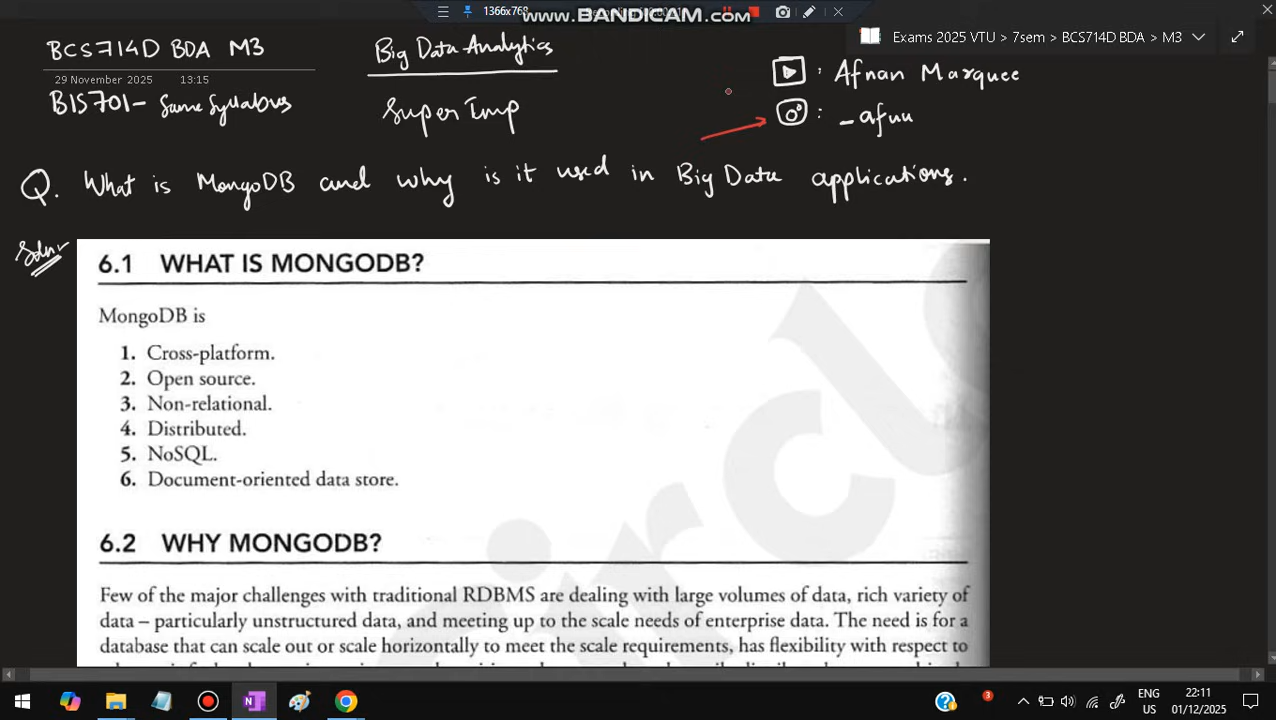 1366x768
www.BANDICAM.com
BCS714D BDA M3
Big Data Analytics
Exams 2025 VTU > 7sem > BCS714D BDA > M3
29 November 2025 13:15
: Afnan Marquee
BIS701- Same Syllabus
Super Imp
: _afuu
Q. What is MongoDB and why is it used in Big Data applications.
Soln:-
6.1 WHAT IS MONGODB?
MongoDB is
1. Cross-platform.
2. Open source.
3. Non-relational.
4. Distributed.
5. NoSQL.
6. Document-oriented data store.
6.2 WHY MONGODB?
Few of the major challenges with traditional RDBMS are dealing with large volumes of data, rich variety of
data – particularly unstructured data, and meeting up to the scale needs of enterprise data. The need is for a
database that can scale out or scale horizontally to meet the scale requirements, has flexibility with respect to
3
ENG
US
22:11
01/12/2025